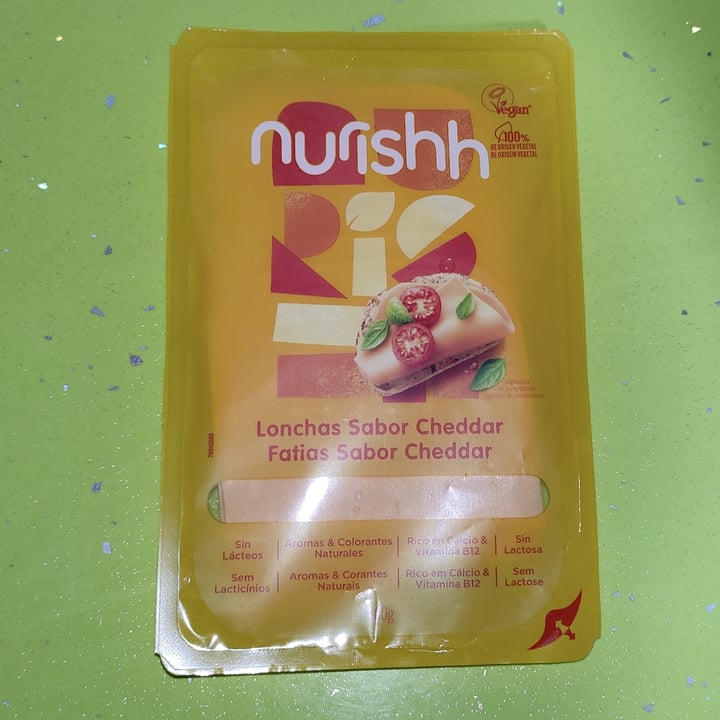 Vegan
nurishh
100%
DE ORIGEN VEGETAL
DE ORIGEM VEGETAL
Lonchas Sabor Cheddar
Fatias Sabor Cheddar
Sin
Lácteos
Aromas & Colorantes
Naturales
Rico en Calcio &
Vitamina B12
Sin
Lactosa
Sem
Lacticínios
Aromas & Corantes
Naturais
Rico em Cálcio &
Vitamina B12
Sem
Lactose